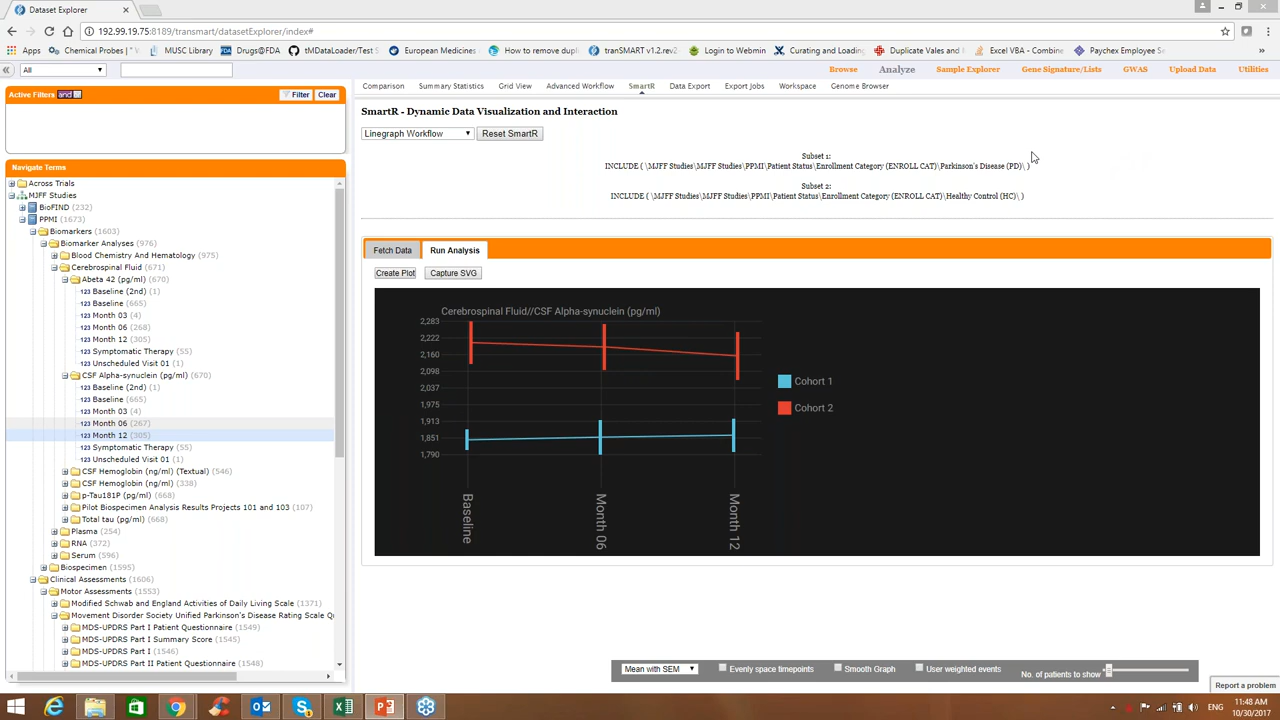 Dataset Explorer
192.99.19.75:8189/transmart/datasetExplorer/index#
Apps Chemical Probes | " MUSC Library Drugs@FDA tMDataLoader/Test S European Medicines How to remove dupli tranSMART v1.2.rev2 Login to Webmin Curating and Loading Duplicate Vales and M Excel VBA - Combine Paychex Employee Se
All
Browse Analyze Sample Explorer Gene Signature/Lists GWAS Upload Data Utilities
Active Filters and Filter Clear
Comparison Summary Statistics Grid View Advanced Workflow SmartR Data Export Export Jobs Workspace Genome Browser
SmartR - Dynamic Data Visualization and Interaction
Linegraph Workflow Reset SmartR
Subset 1:
INCLUDE ( \MJFF Studies\MJFF Studies\PPMI\Patient Status\Enrollment Category (ENROLL CAT)\Parkinson's Disease (PD)\ )
Subset 2:
INCLUDE ( \MJFF Studies\MJFF Studies\PPMI\Patient Status\Enrollment Category (ENROLL CAT)\Healthy Control (HC)\ )
Navigate Terms
Across Trials
MJFF Studies
BioFIND (232)
PPMI (1673)
Biomarkers (1603)
Biomarker Analyses (976)
Blood Chemistry And Hematology (975)
Cerebrospinal Fluid (671)
Abeta 42 (pg/ml) (670)
123 Baseline (2nd) (1)
123 Baseline (665)
123 Month 03 (4)
123 Month 06 (268)
123 Month 12 (305)
123 Symptomatic Therapy (55)
123 Unscheduled Visit 01 (1)
CSF Alpha-synuclein (pg/ml) (670)
123 Baseline (2nd) (1)
123 Baseline (665)
123 Month 03 (4)
123 Month 06 (267)
123 Month 12 (305)
123 Symptomatic Therapy (55)
123 Unscheduled Visit 01 (1)
CSF Hemoglobin (ng/ml) (Textual) (546)
CSF Hemoglobin (ng/ml) (338)
p-Tau181P (pg/ml) (668)
Pilot Biospecimen Analysis Results Projects 101 and 103 (107)
Total tau (pg/ml) (668)
Plasma (254)
RNA (372)
Serum (596)
Biospecimen (1595)
Clinical Assessments (1606)
Motor Assessments (1553)
Modified Schwab and England Activities of Daily Living Scale (1371)
Movement Disorder Society Unified Parkinson's Disease Rating Scale Qu
MDS-UPDRS Part I Patient Questionnaire (1549)
MDS-UPDRS Part I Summary Score (1545)
MDS-UPDRS Part I (1546)
MDS-UPDRS Part II Patient Questionnaire (1548)
Fetch Data Run Analysis
Create Plot Capture SVG
Cerebrospinal Fluid//CSF Alpha-synuclein (pg/ml)
2,283
2,222
2,160
2,098
2,037
1,975
1,913
1,851
1,790
Cohort 1
Cohort 2
Baseline
Month 06
Month 12
Mean with SEM Evenly space timepoints Smooth Graph User weighted events No. of patients to show
Report a problem
ENG
11:48 AM
10/30/2017